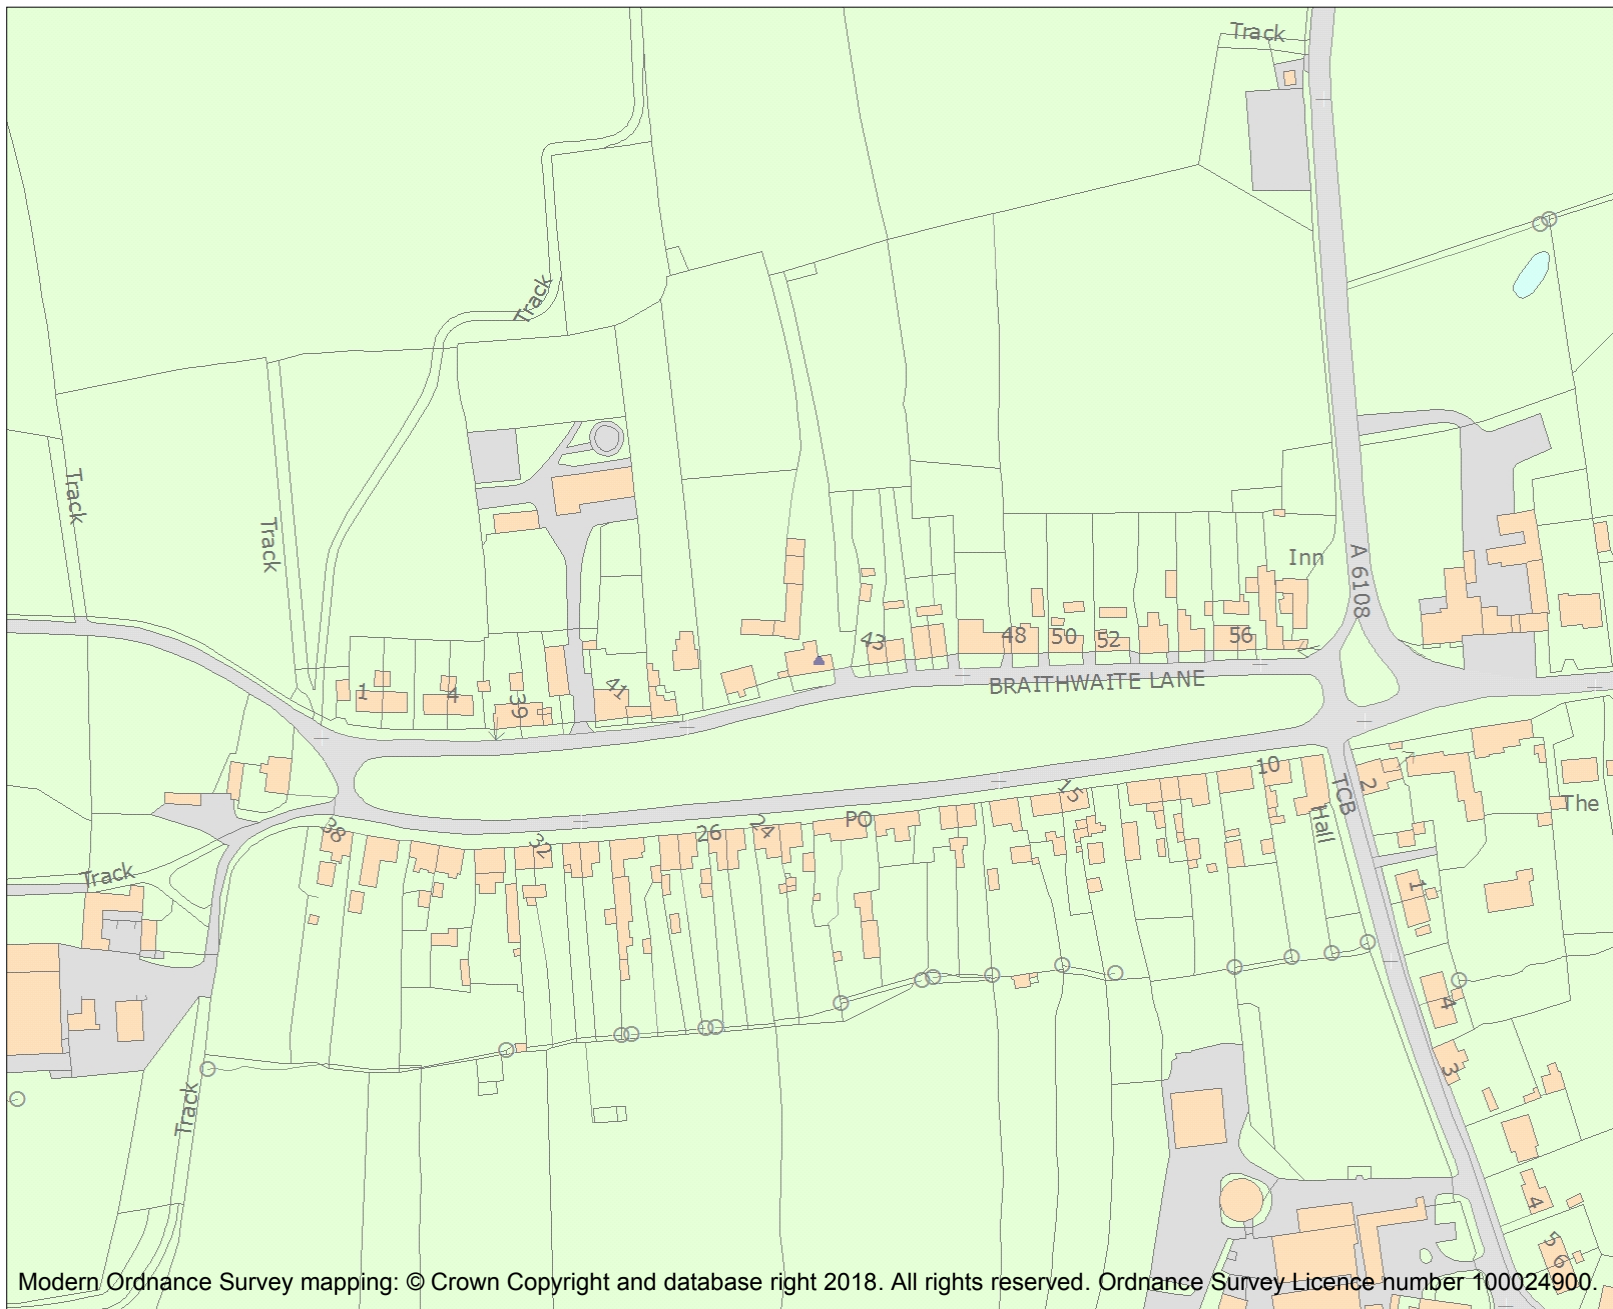 Track
Track
Track
Track
Inn
A 6108
43
48
50
52
56
1
4
39
41
BRAITHWAITE LANE
10
TCB
2
15
Hall
The
38
32
26
24
PO
Track
1
4
3
Track
4
5
6
Modern Ordnance Survey mapping: © Crown Copyright and database right 2018. All rights reserved. Ordnance Survey Licence number 100024900.